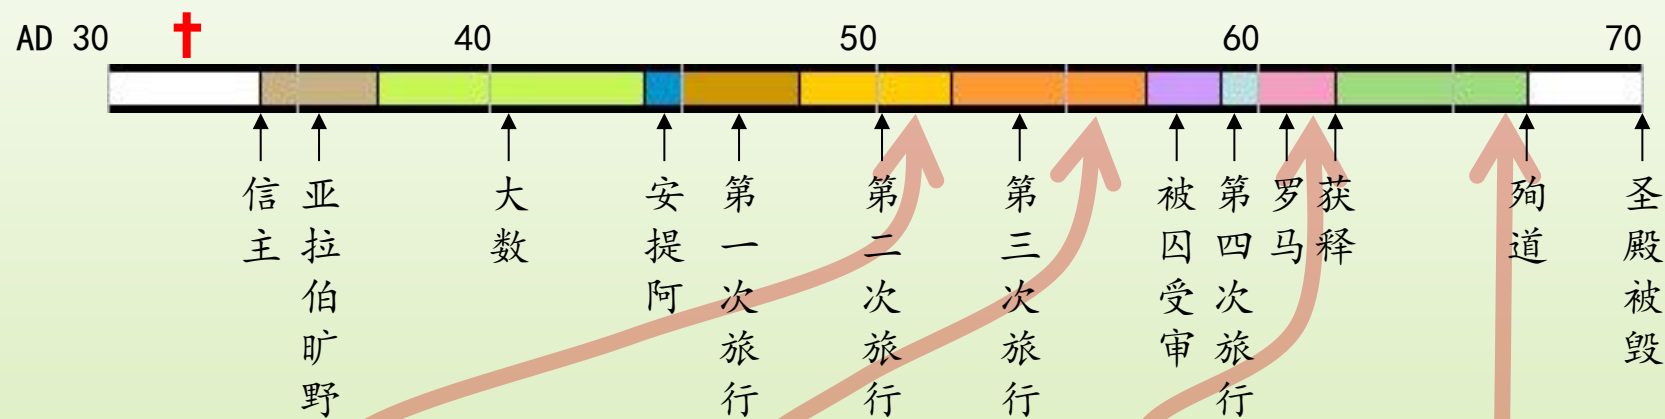 AD 30 40 50 60 70
信主
亚拉伯旷野
大数
安提阿
第一次旅行
第二次旅行
第三次旅行
被囚受审
第四次旅行
罗马
获释
殉道
圣殿被毁